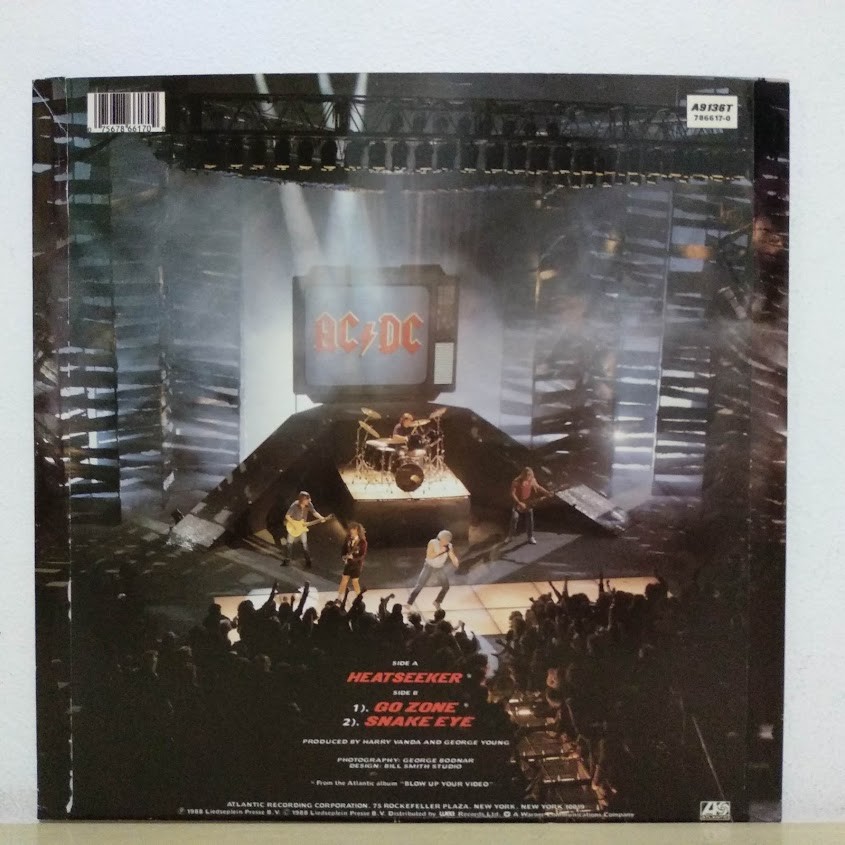 A9136T
786617-0
75678 66170
AC⚡DC
SIDE A
HEATSEEKER *
SIDE B
1). GO ZONE *
2). SNAKE EYE
PRODUCED BY HARRY VANDA AND GEORGE YOUNG
PHOTOGRAPHY: GEORGE BODNAR
DESIGN: BILL SMITH STUDIO
* From the Atlantic album "BLOW UP YOUR VIDEO"
ATLANTIC RECORDING CORPORATION, 75 ROCKEFELLER PLAZA, NEW YORK, NEW YORK 10019
℗ 1988 Leidseplein Presse B.V. © 1988 Leidseplein Presse B.V. Distributed by Records Ltd. A Warner Communications Company